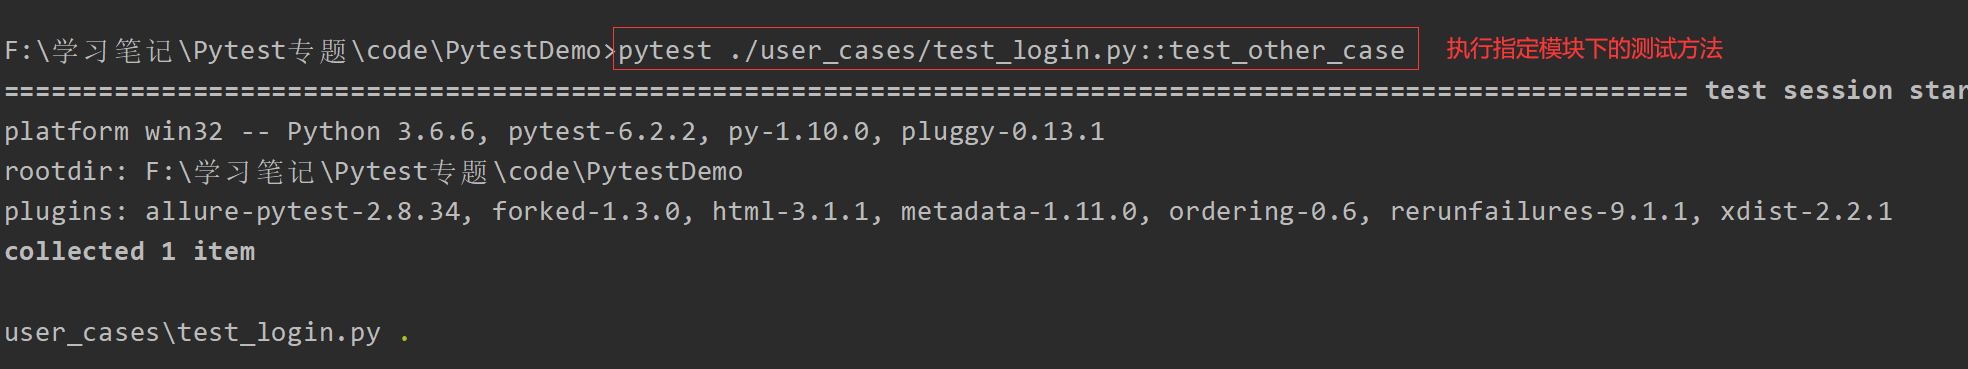 F:\学习笔记\Pytest专题\code\PytestDemo>pytest ./user_cases/test_login.py::test_other_case 执行指定模块下的测试方法
=========================================================================================================== test session star
platform win32 -- Python 3.6.6, pytest-6.2.2, py-1.10.0, pluggy-0.13.1
rootdir: F:\学习笔记\Pytest专题\code\PytestDemo
plugins: allure-pytest-2.8.34, forked-1.3.0, html-3.1.1, metadata-1.11.0, ordering-0.6, rerunfailures-9.1.1, xdist-2.2.1
collected 1 item
user_cases\test_login.py .